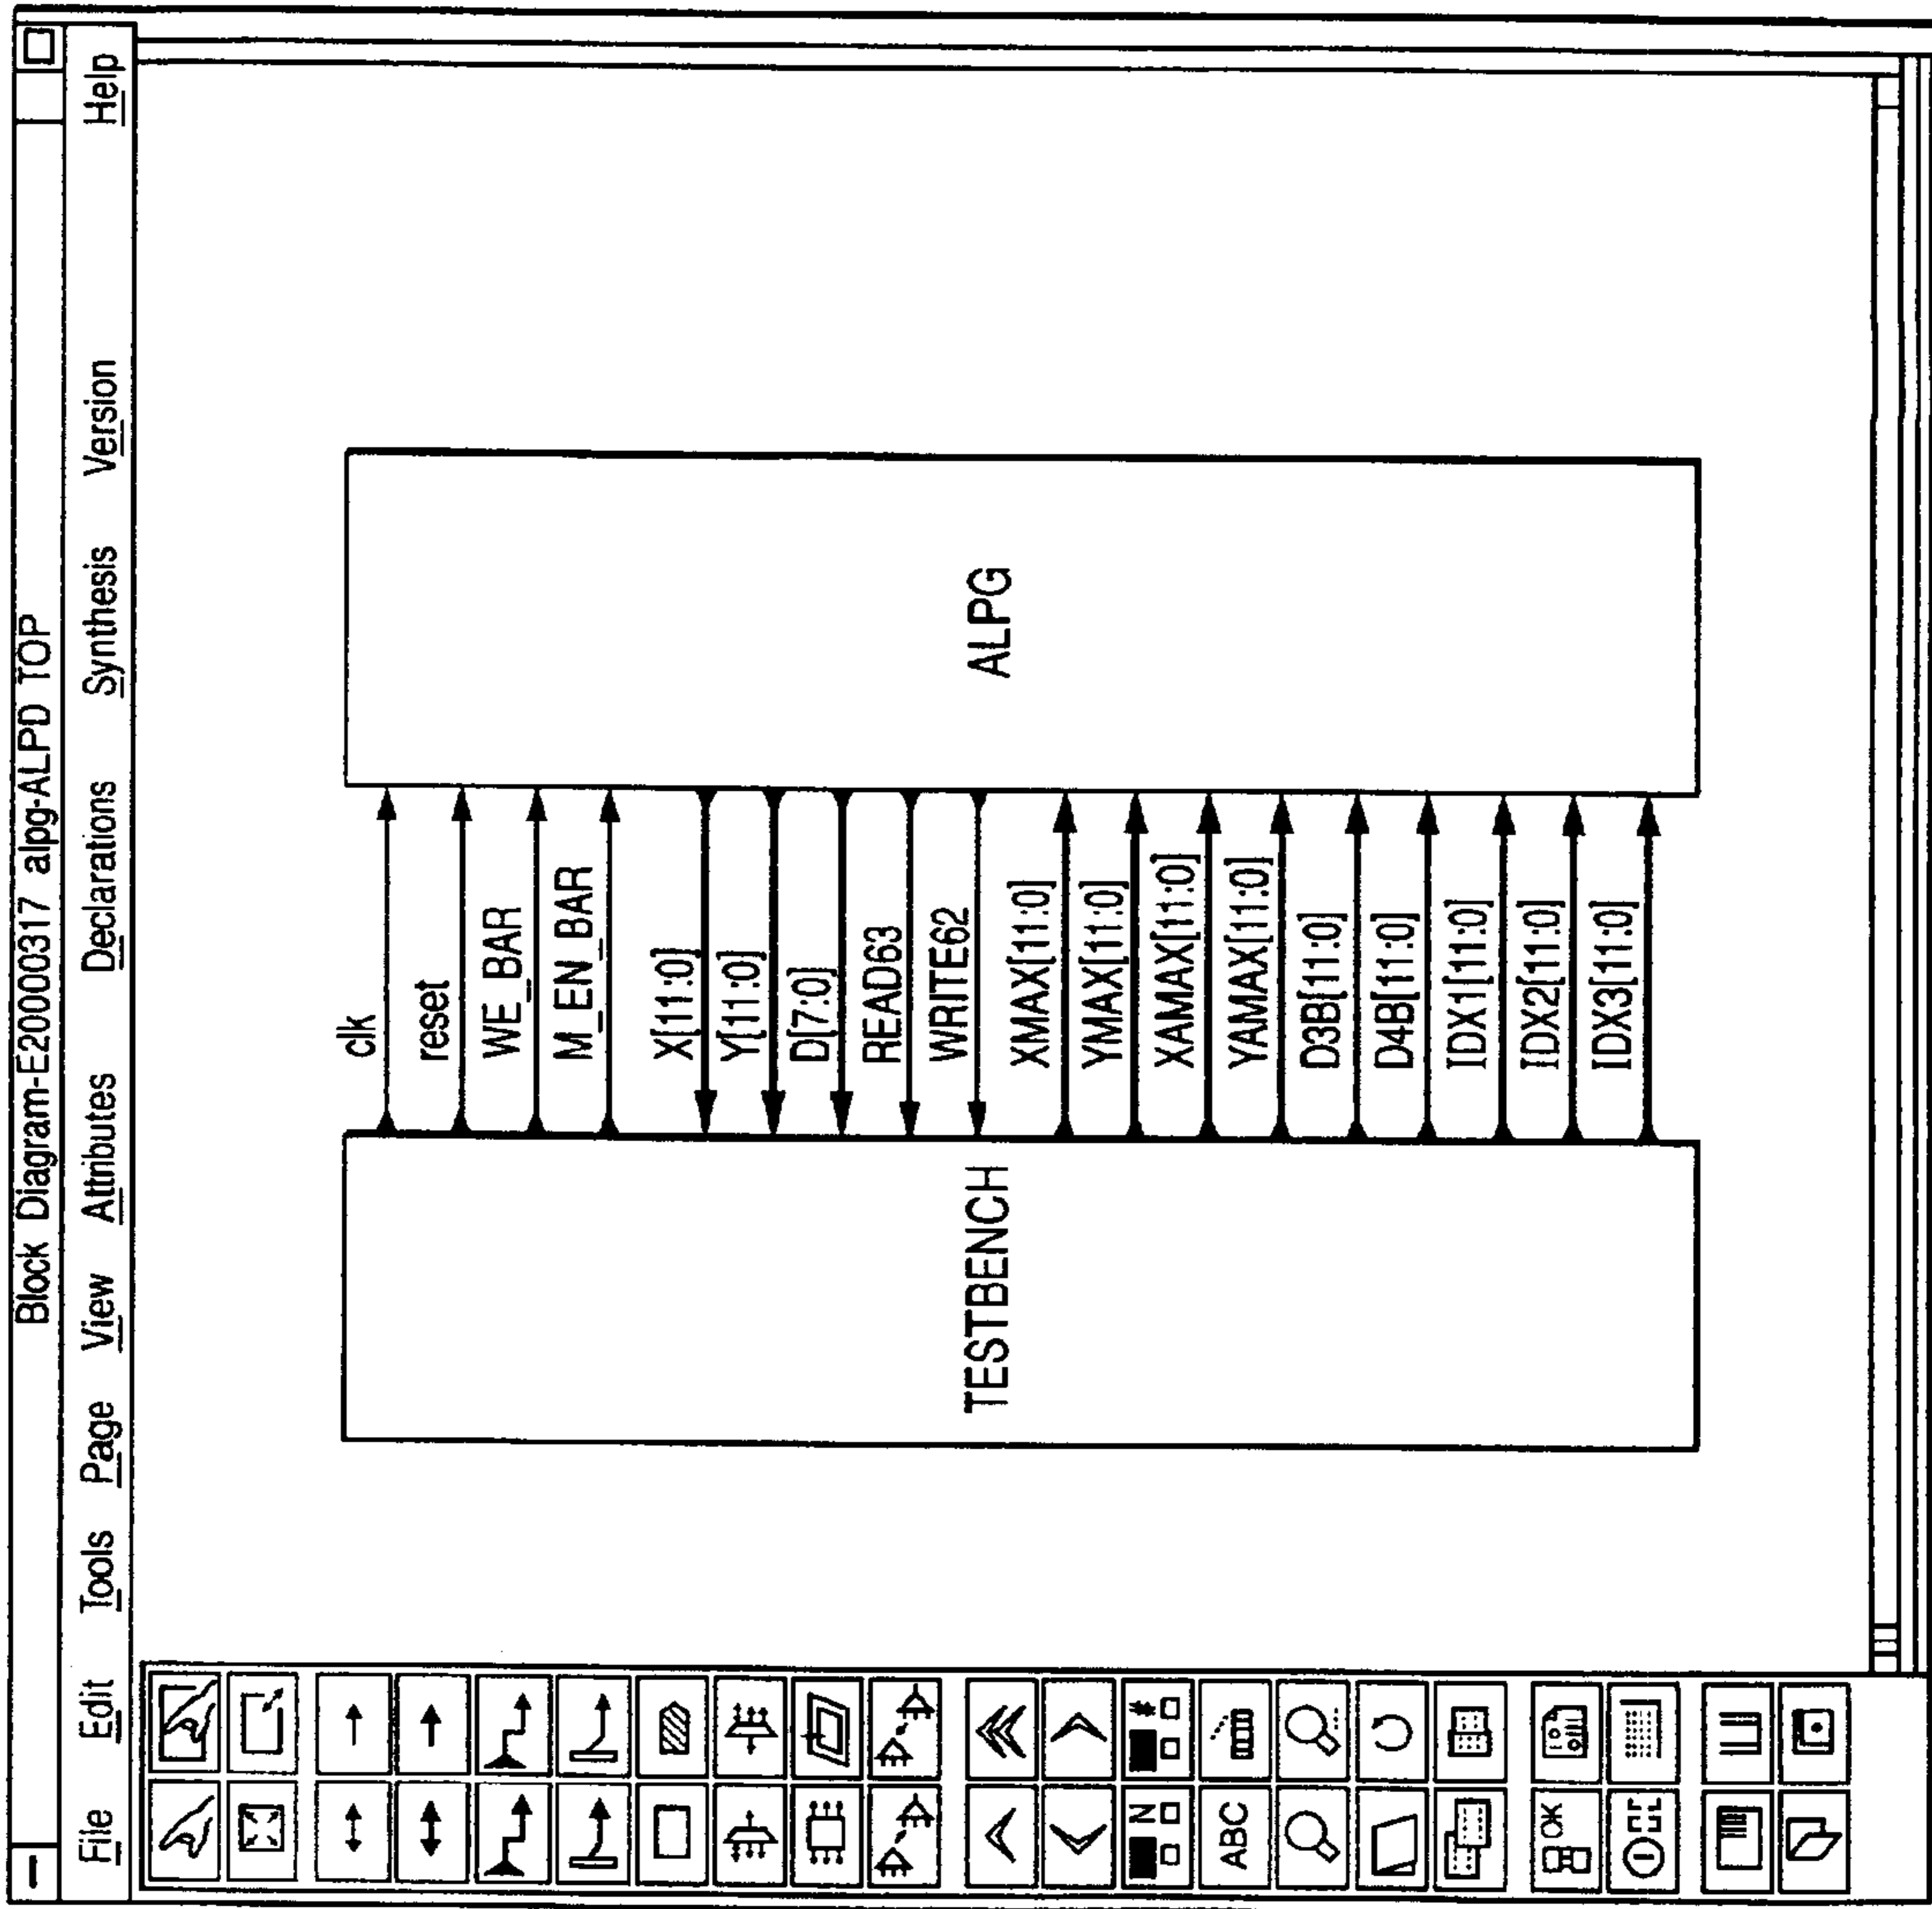 Block Diagram-E20000317 alpg-ALPD TOP
File Edit Tools Page View Attributes Declarations Synthesis Version Help
clk
reset
WE_BAR
M_EN_BAR
X[11:0]
Y[11:0]
D[7:0]
READ63
WRITE62
XMAX[11:0]
YMAX[11:0]
XAMAX[11:0]
YAMAX[11:0]
D3B[11:0]
D4B[11:0]
IDX1[11:0]
IDX2[11:0]
IDX3[11:0]
TESTBENCH
ALPG
N #
ABC
OK